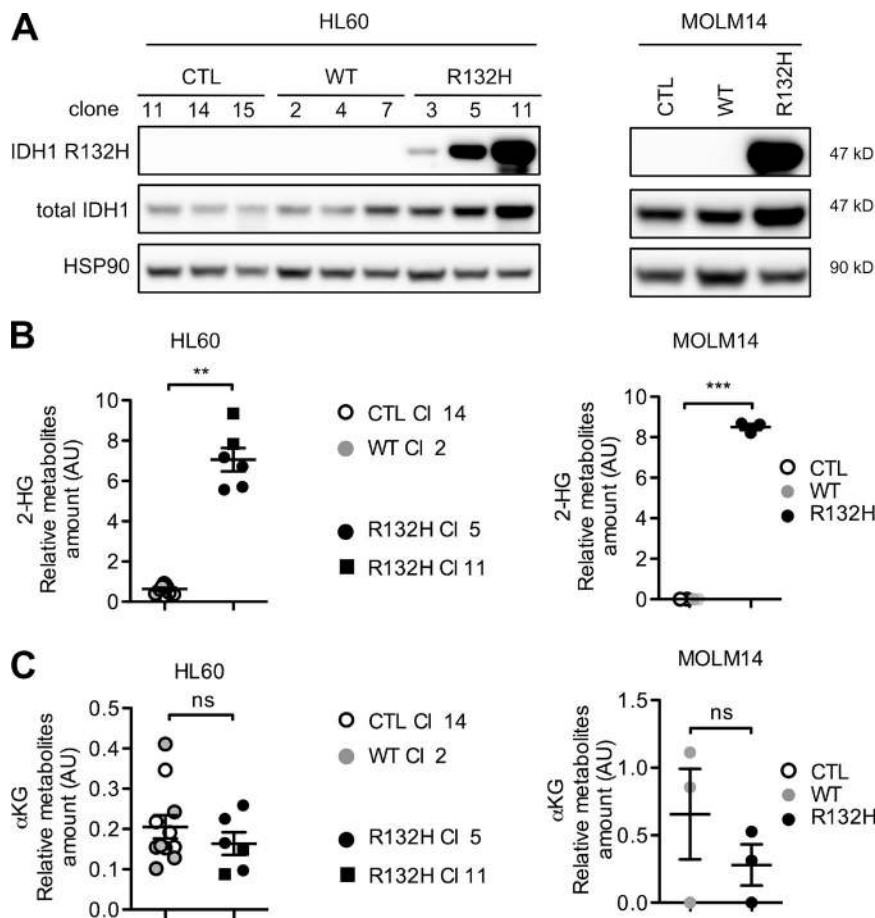 A
HL60
MOLM14
CTL WT R132H
clone 11 14 15 2 4 7 3 5 11
CTL WT R132H
IDH1 R132H
47 kD
total IDH1
47 kD
HSP90
90 kD
B
HL60
**
2-HG
Relative metabolites
amount (AU)
10
8
6
4
2
0
CTL Cl 14
WT Cl 2
R132H Cl 5
R132H Cl 11
MOLM14
***
2-HG
Relative metabolites
amount (AU)
10
8
6
4
2
0
CTL
WT
R132H
C
HL60
ns
αKG
Relative metabolites
amount (AU)
0.5
0.4
0.3
0.2
0.1
0.0
CTL Cl 14
WT Cl 2
R132H Cl 5
R132H Cl 11
MOLM14
ns
αKG
Relative metabolites
amount (AU)
1.5
1.0
0.5
0.0
CTL
WT
R132H